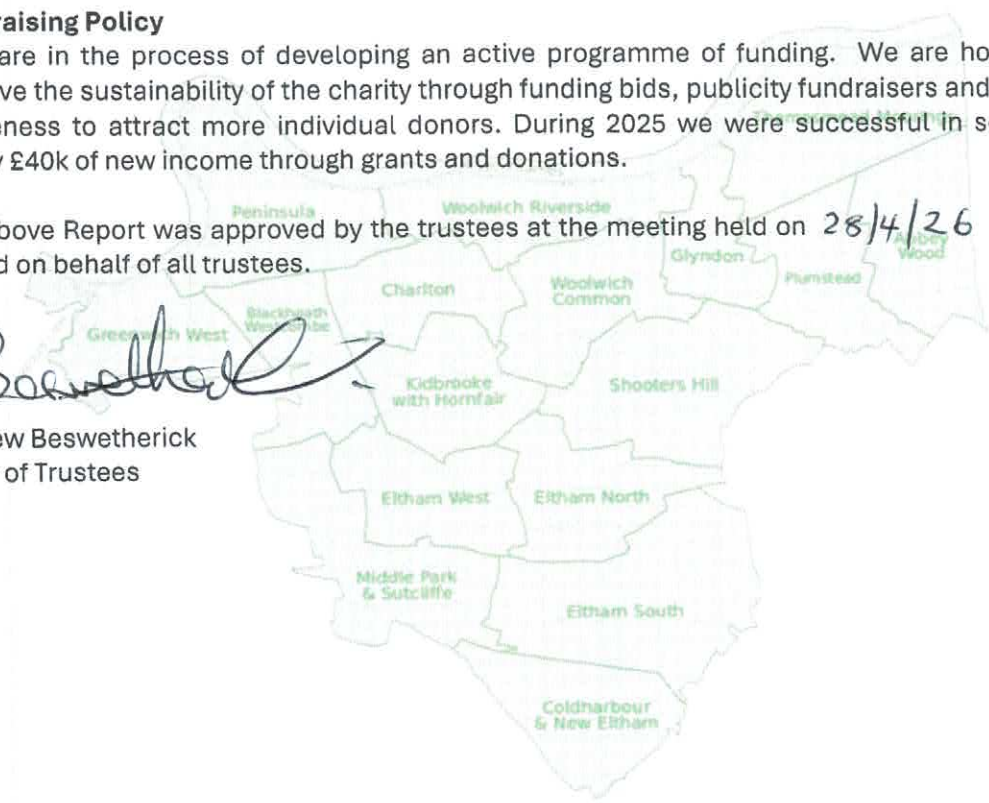 raising Policy
are in the process of developing an active programme of funding. We are ho
ve the sustainability of the charity through funding bids, publicity fundraisers and
eness to attract more individual donors. During 2025 we were successful in s
y £40k of new income through grants and donations.
Peninsula
Woolwich Riverside
bove Report was approved by the trustees at the meeting held on 28/4/26
d on behalf of all trustees.
Abbey
Wood
Glyndon
Plumstead
Charlton
Woolwich
Common
Blackheath
Westcombe
Greenwich West
Kidbrooke
with Hornfair
Shooters Hill
ew Beswetherick
of Trustees
Eltham West
Eltham North
Middle Park
& Sutcliffe
Eltham South
Coldharbour
& New Eltham